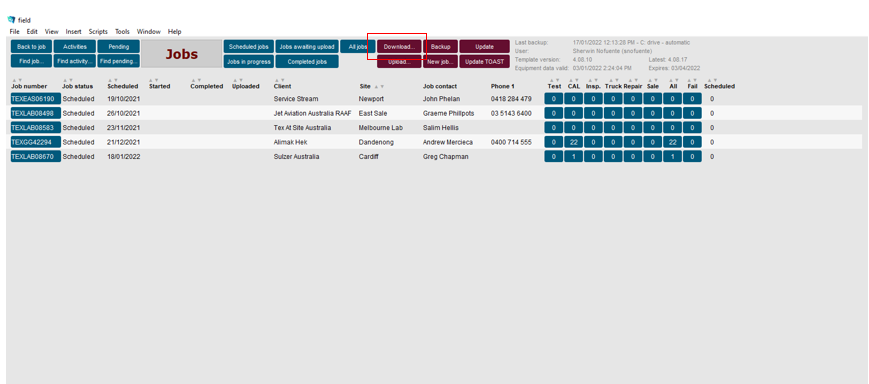 field
File Edit View Insert Scripts Tools Window Help
Back to job Activities Pending Jobs Scheduled jobs Jobs awaiting upload All jobs Download... Backup Update
Find job... Find activity... Find pending... Jobs in progress Completed jobs Upload... New job... Update TOAST
Last backup: 17/01/2022 12:13:28 PM - C: drive - automatic
User: Sherwin Nofuente (snofuente)
Template version: 4.08.10 Latest: 4.08.17
Equipment data valid: 03/01/2022 2:24:04 PM Expires: 03/04/2022
Job number Job status Scheduled Started Completed Uploaded Client Site Job contact Phone 1 Test CAL Insp. Truck Repair Sale All Fail Scheduled
TEXEAS06190 Scheduled 19/10/2021 Service Stream Newport John Phelan 0418 284 479 0 0 0 0 0 0 0 0 0
TEXLAB08498 Scheduled 26/10/2021 Jet Aviation Australia RAAF East Sale Graeme Phillpots 03 5143 6400 0 0 0 0 0 0 0 0 0
TEXLAB08583 Scheduled 23/11/2021 Tex At Site Australia Melbourne Lab Salim Hellis 0 0 0 0 0 0 0 0 0
TEXGG42294 Scheduled 21/12/2021 Alimak Hek Dandenong Andrew Mercieca 0400 714 555 0 22 0 0 0 0 22 0 0
TEXLAB08670 Scheduled 18/01/2022 Sulzer Australia Cardiff Greg Chapman 0 1 0 0 0 0 1 0 0